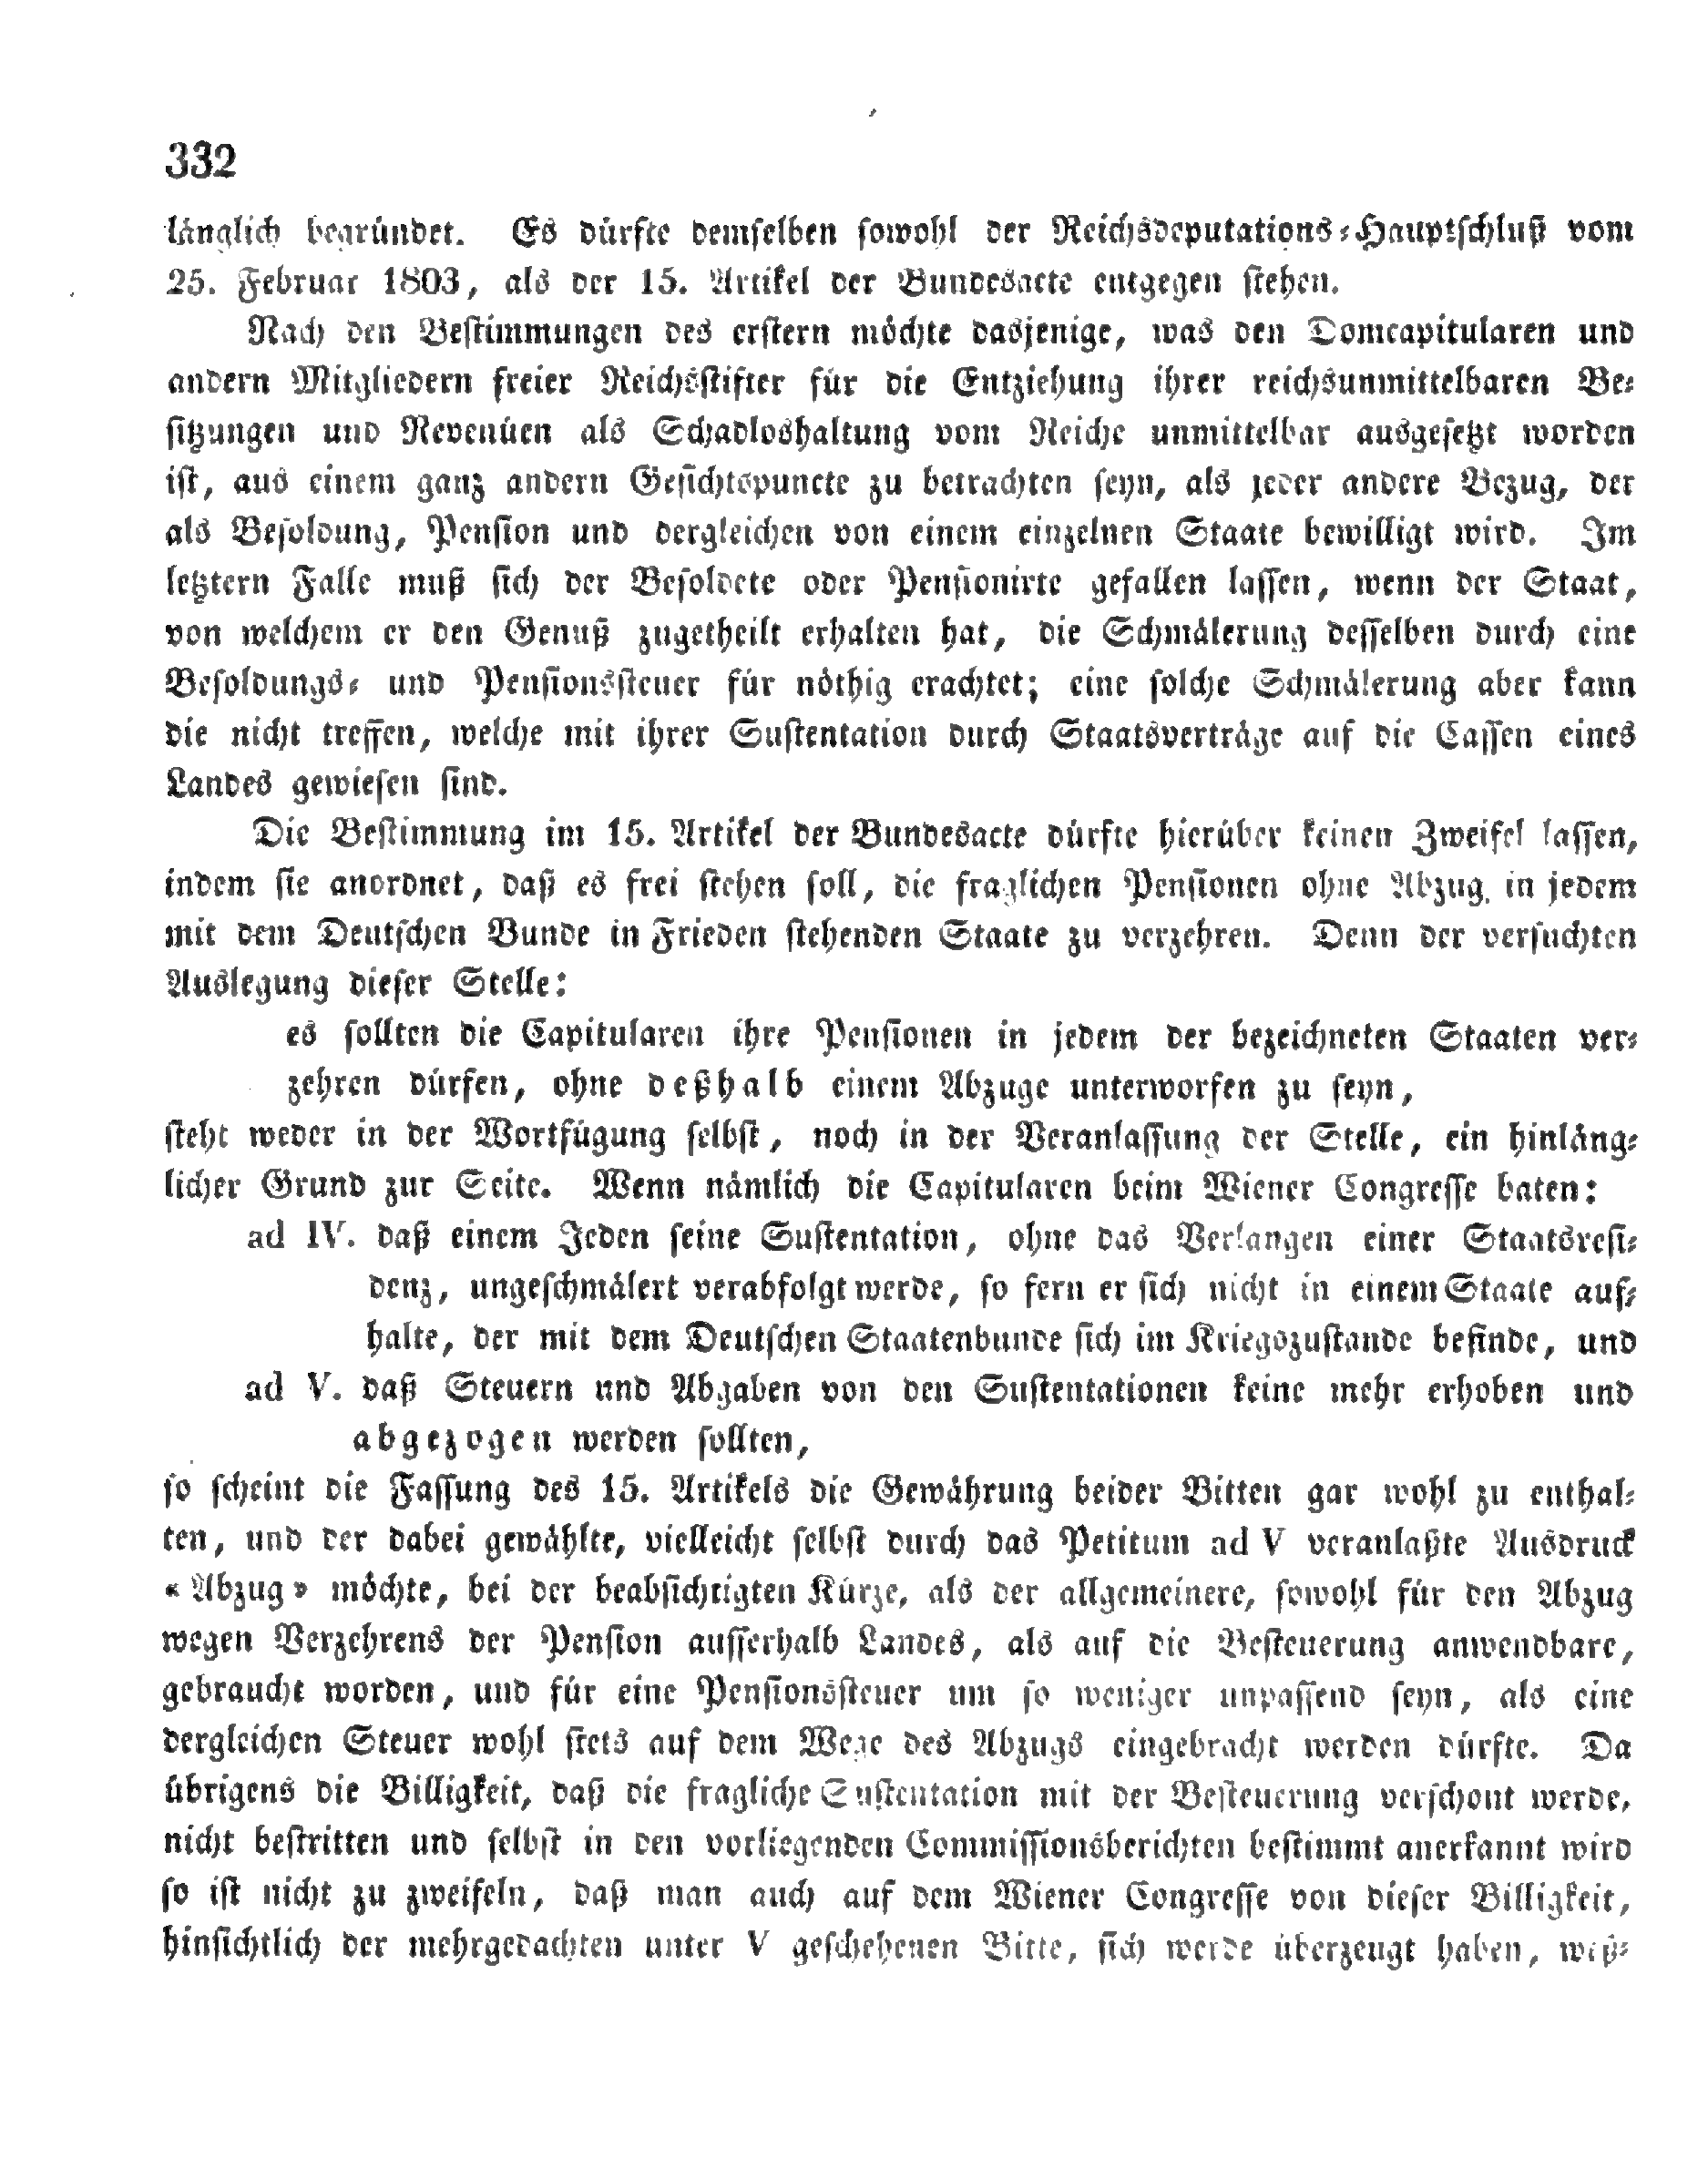 332
länglich begründet. Es dürfte demselben sowohl der Reichsdeputations-Hauptschluß vom
25. Februar 1803, als der 15. Artikel der Bundesacte entgegen stehen.
Nach den Bestimmungen des erstern möchte dasjenige, was den Domcapitularen und
andern Mitgliedern freier Reichsstifter für die Entziehung ihrer reichsunmittelbaren Be-
sitzungen und Revenüen als Schadloshaltung vom Reiche unmittelbar ausgesetzt worden
ist, aus einem ganz andern Gesichtspuncte zu betrachten seyn, als jeder andere Bezug, der
als Besoldung, Pension und dergleichen von einem einzelnen Staate bewilligt wird. Im
letztern Falle muß sich der Besoldete oder Pensionirte gefallen lassen, wenn der Staat,
von welchem er den Genuß zugetheilt erhalten hat, die Schmälerung desselben durch eine
Besoldungs- und Pensionssteuer für nöthig erachtet; eine solche Schmälerung aber kann
die nicht treffen, welche mit ihrer Sustentation durch Staatsverträge auf die Cassen eines
Landes gewiesen sind.
Die Bestimmung im 15. Artikel der Bundesacte dürfte hierüber keinen Zweifel lassen,
indem sie anordnet, daß es frei stehen soll, die fraglichen Pensionen ohne Abzug, in jedem
mit dem Deutschen Bunde in Frieden stehenden Staate zu verzehren. Denn der versuchten
Auslegung dieser Stelle:
es sollten die Capitularen ihre Pensionen in jedem der bezeichneten Staaten ver-
zehren dürfen, ohne deßhalb einem Abzuge unterworfen zu seyn,
steht weder in der Wortfügung selbst, noch in der Veranlassung der Stelle, ein hinläng-
licher Grund zur Seite. Wenn nämlich die Capitularen beim Wiener Congresse baten:
ad IV. daß einem Jeden seine Sustentation, ohne das Verlangen einer Staatsresi-
denz, ungeschmälert verabfolgt werde, so fern er sich nicht in einem Staate auf-
halte, der mit dem Deutschen Staatenbunde sich im Kriegszustande befinde, und
ad V. daß Steuern und Abgaben von den Sustentationen keine mehr erhoben und
abgezogen werden sollten,
so scheint die Fassung des 15. Artikels die Gewährung beider Bitten gar wohl zu enthal-
ten, und der dabei gewählte, vielleicht selbst durch das Petitum ad V veranlaßte Ausdruck
«Abzug» möchte, bei der beabsichtigten Kürze, als der allgemeinere, sowohl für den Abzug
wegen Verzehrens der Pension ausserhalb Landes, als auf die Besteuerung anwendbare,
gebraucht worden, und für eine Pensionssteuer um so weniger unpassend seyn, als eine
dergleichen Steuer wohl stets auf dem Wege des Abzugs eingebracht werden dürfte. Da
übrigens die Billigkeit, daß die fragliche Sustentation mit der Besteuerung verschont werde,
nicht bestritten und selbst in den vorliegenden Commissionsberichten bestimmt anerkannt wird
so ist nicht zu zweifeln, daß man auch auf dem Wiener Congresse von dieser Billigkeit,
hinsichtlich der mehrgedachten unter V geschehenen Bitte, sich werde überzeugt haben, weß-